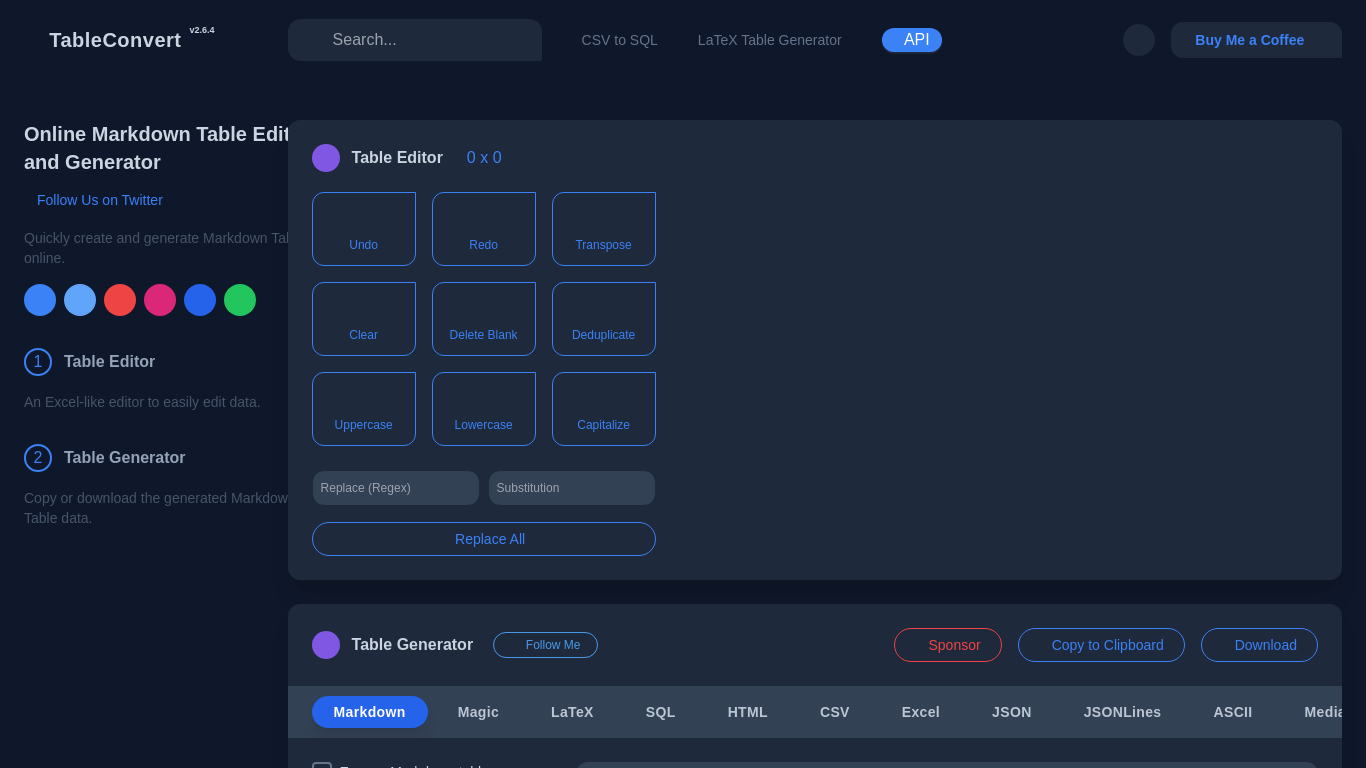 TableConvert v2.6.4
Search...
CSV to SQL
LaTeX Table Generator
API
Buy Me a Coffee
Online Markdown Table Edit
and Generator
Follow Us on Twitter
Quickly create and generate Markdown Tab
online.
1 Table Editor
An Excel-like editor to easily edit data.
2 Table Generator
Copy or download the generated Markdow
Table data.
Table Editor 0 x 0
Undo Redo Transpose
Clear Delete Blank Deduplicate
Uppercase Lowercase Capitalize
Replace (Regex) Substitution
Replace All
Table Generator Follow Me Sponsor Copy to Clipboard Download
Markdown Magic LaTeX SQL HTML CSV Excel JSON JSONLines ASCII Media